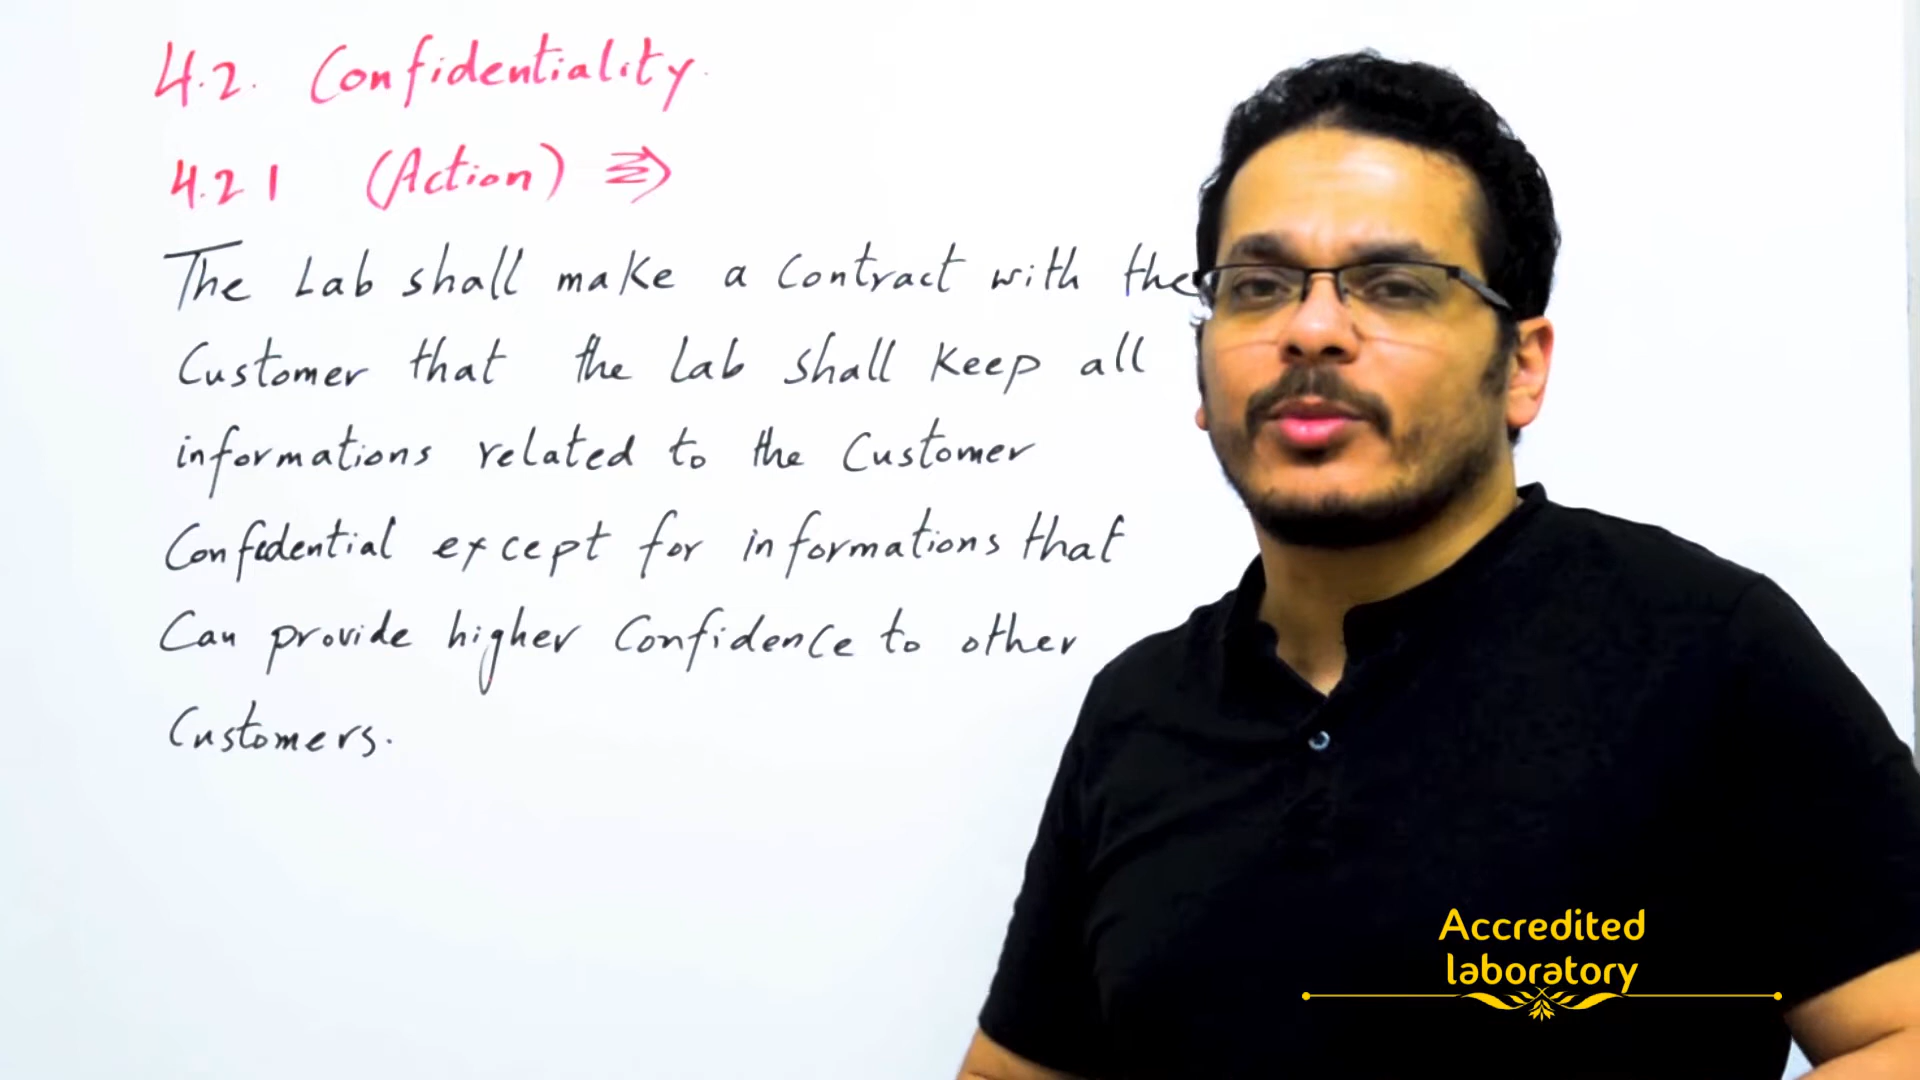 4.2. Confidentiality.
4.2 1 (Action) ⇒
The Lab shall make a Contract with the
Customer that the Lab shall keep all
informations related to the Customer
Confidential except for informations that
Can provide higher Confidence to other
Customers.
Accredited
laboratory